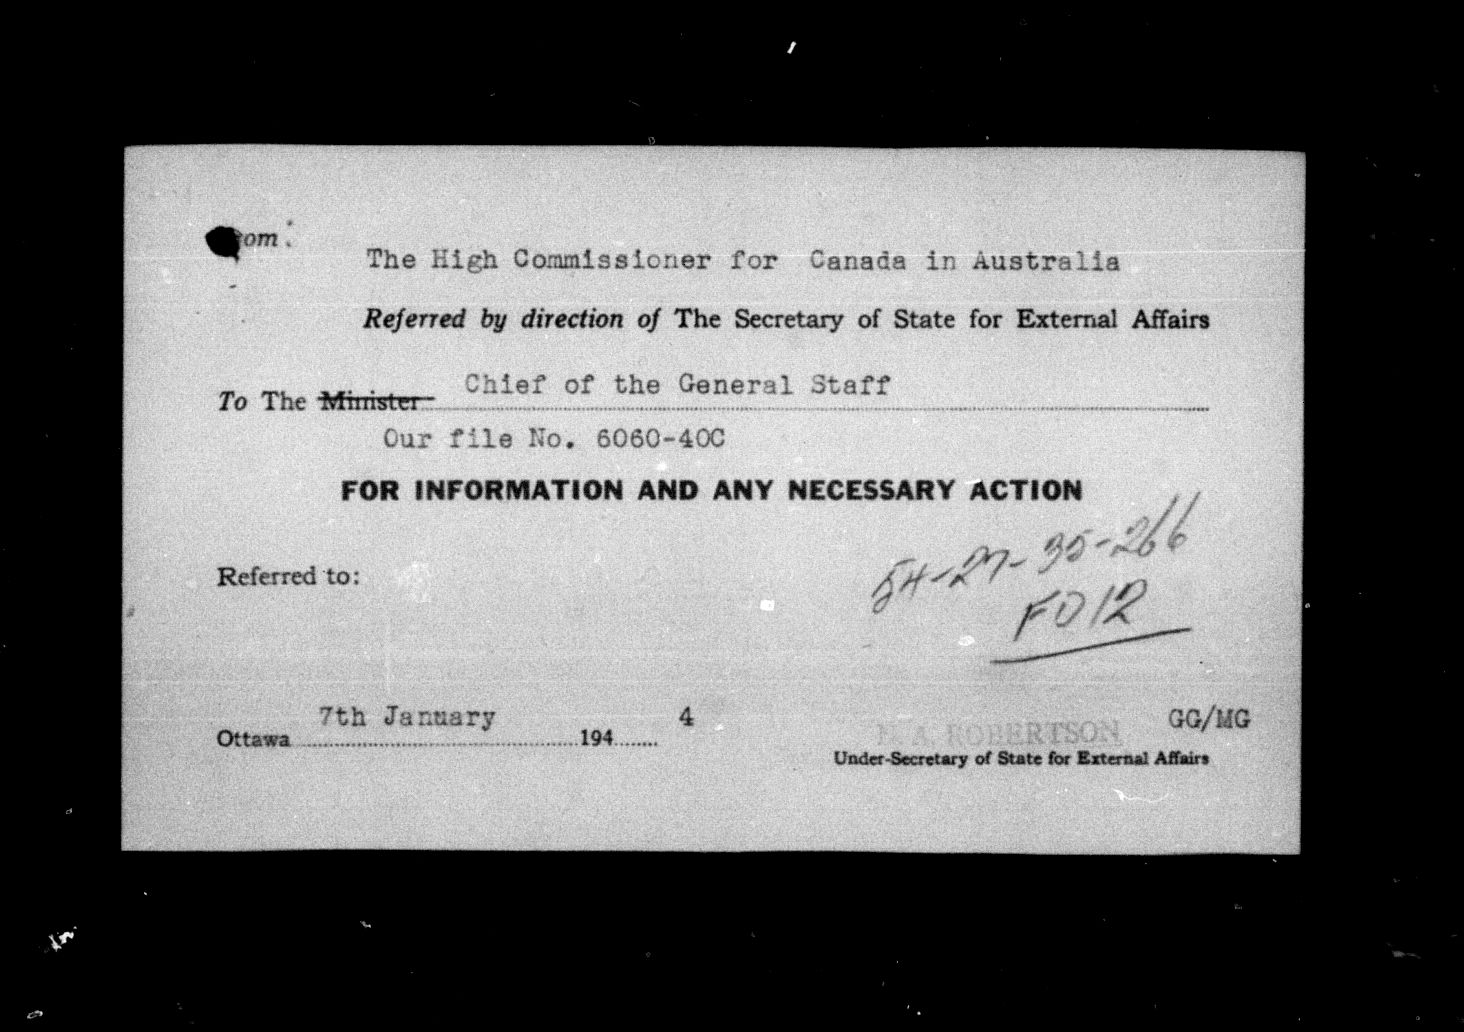 om :
The High Commissioner for Canada in Australia
Referred by direction of The Secretary of State for External Affairs
To The Minister Chief of the General Staff
Our file No. 6060-40C
FOR INFORMATION AND ANY NECESSARY ACTION
54-27-35-266
Referred to:
FD 12
Ottawa 7th January 194 4
N. A. ROBERTSON GG/MG
Under-Secretary of State for External Affairs